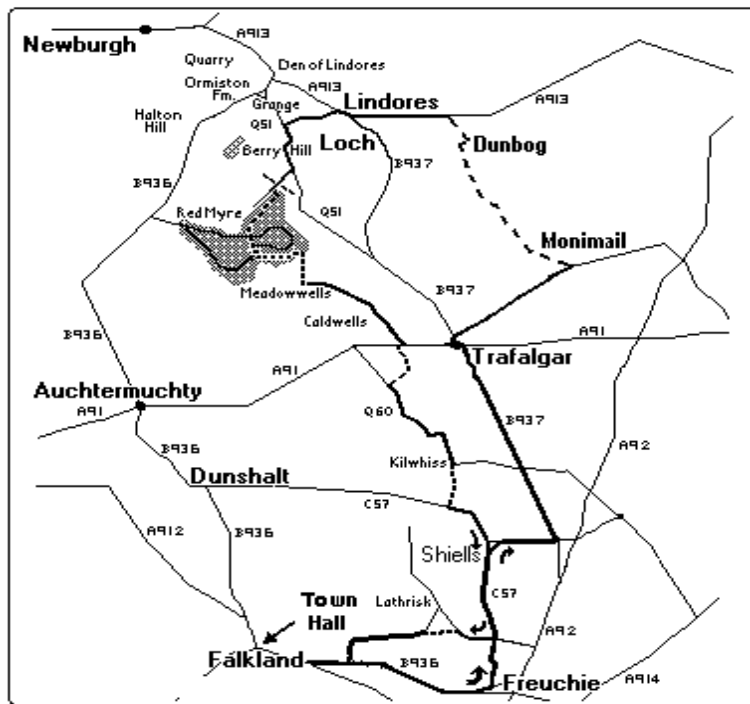 A913
Newburgh
Quarry
Den of Lindores
Ormiston
Fm.
A913
Grange
Lindores
A913
Halton
Hill
Q51
Loch
Dunbog
Berry Hill
B937
B936
Red Myre
Q51
Monimail
Meadowwells
B937
Caldwells
B936
A91
Trafalgar
A91
Auchtermuchty
A91
Q60
B937
A92
B936
Kilwhiss
Dunshalt
C57
A912
B936
Shiells
Town
Hall
Lathrisk
C57
A92
Falkland
B936
Freuchie
A914